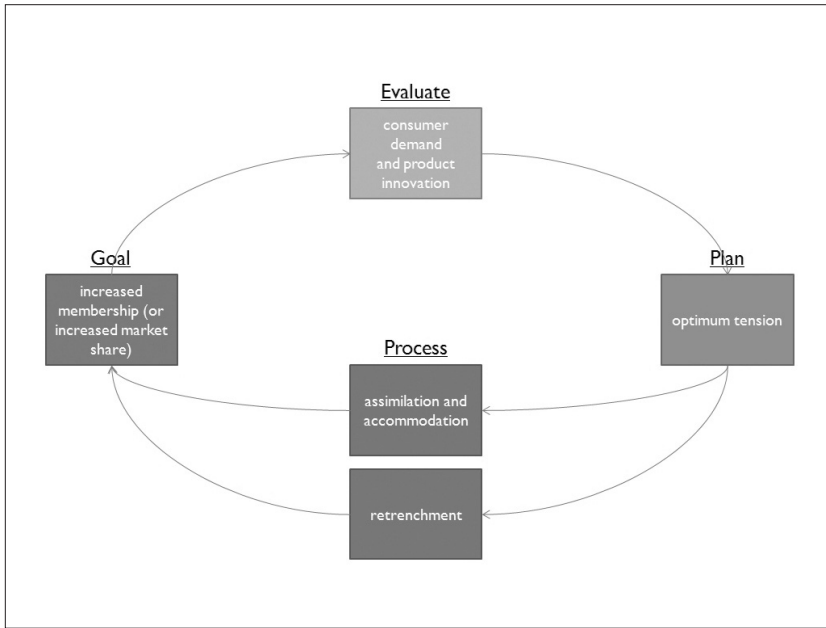 Evaluate
consumer
demand
and product
innovation
Goal
increased
membership (or
increased market
share)
Plan
optimum tension
Process
assimilation and
accommodation
retrenchment